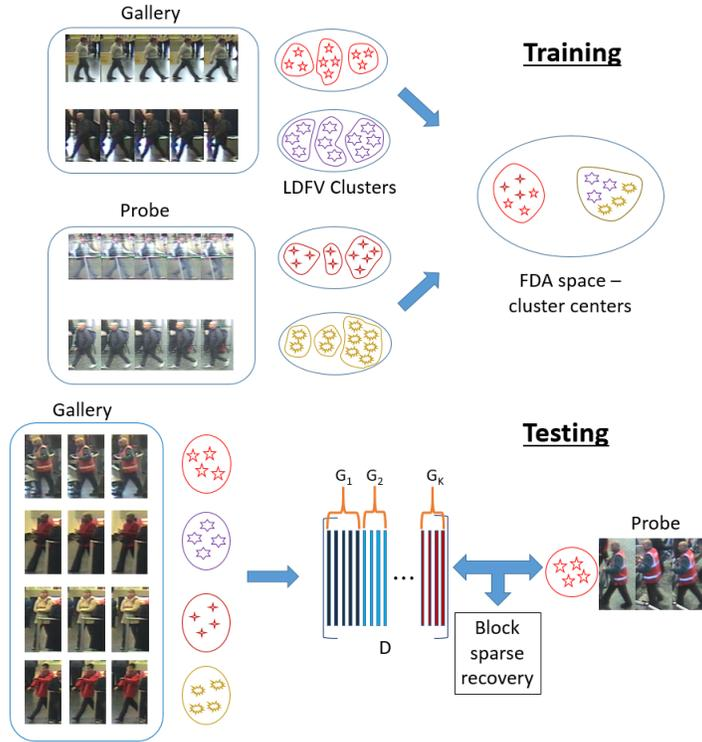 Gallery
Training
LDFV Clusters
Probe
FDA space –
cluster centers
Gallery
Testing
G1 G2 GK
Probe
...
D
Block
sparse
recovery